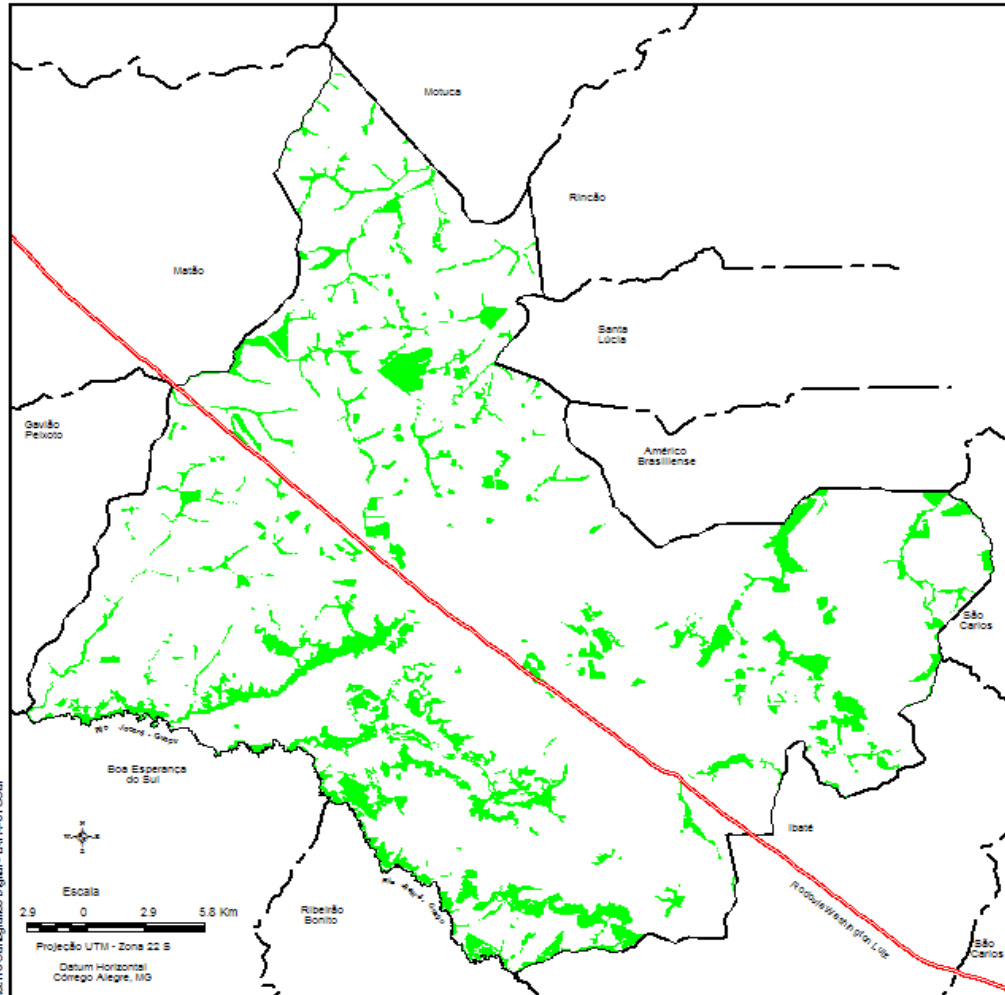 Motuca
Rincão
Matão
Santa
Lúcia
Gavião
Peixoto
Américo
Brasiliense
São
Carlos
Boa Esperança
do Sul
Ibaté
Escala
2.9 0 2.9 5.8 Km
Ribeirão
Bonito
Rodovia Washington Luiz
São
Carlos
Projeção UTM - Zona 22 S
Datum Horizontal
Córrego Alegre, MG